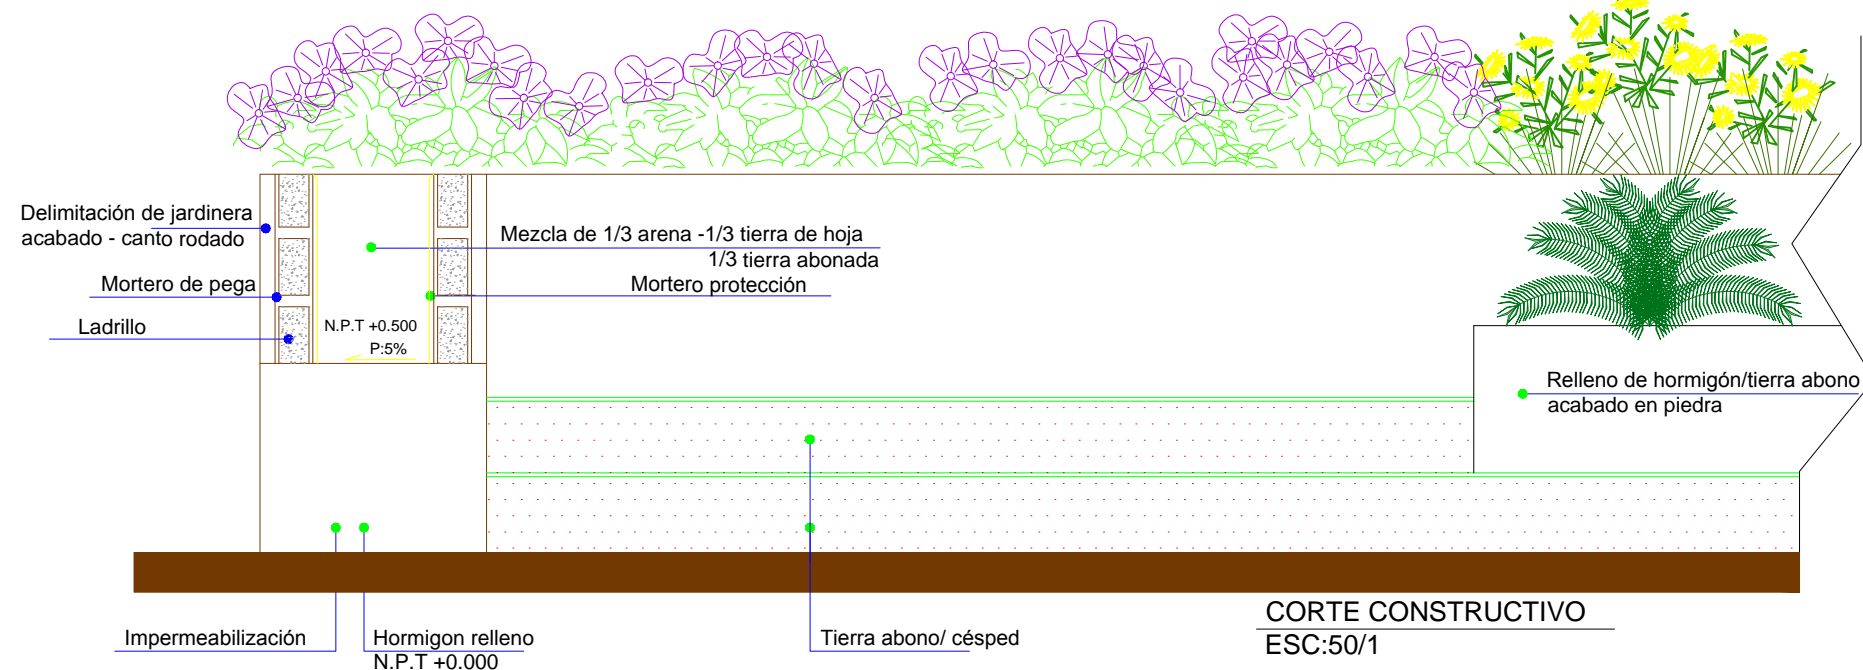 Delimitación de jardinera
acabado - canto rodado
Mortero de pega
Ladrillo
Mezcla de 1/3 arena -1/3 tierra de hoja
1/3 tierra abonada
Mortero protección
N.P.T +0.500
P:5%
Relleno de hormigón/tierra abono
acabado en piedra
Impermeabilización
Hormigon relleno
N.P.T +0.000
Tierra abono/ césped
CORTE CONSTRUCTIVO
ESC:50/1